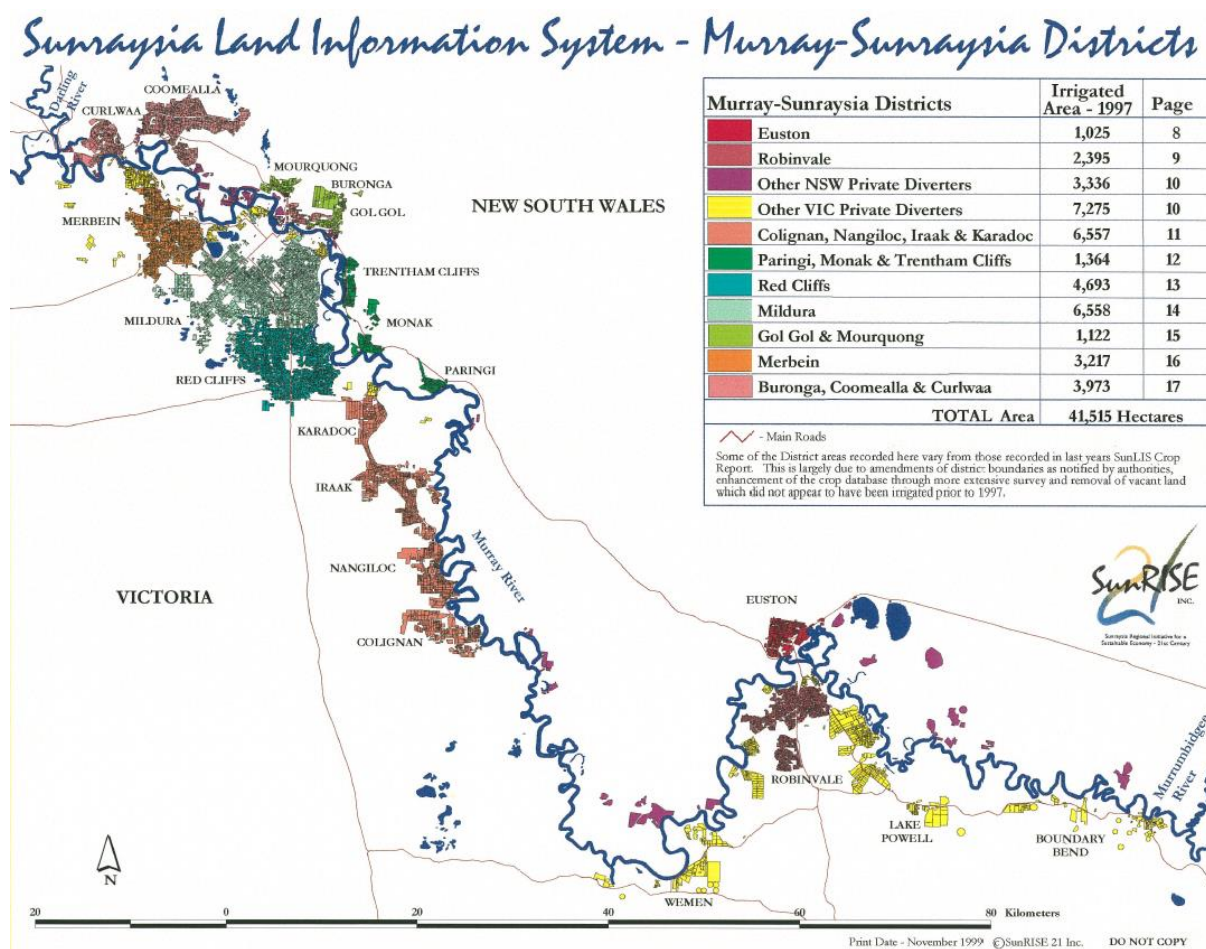 Sunraysia Land Information System - Murray-Sunraysia Districts
Murray-Sunraysia Districts Irrigated Area - 1997 Page
Euston 1,025 8
Robinvale 2,395 9
Other NSW Private Diverters 3,336 10
Other VIC Private Diverters 7,275 10
Colignan, Nangiloc, Iraak & Karadoc 6,557 11
Paringi, Monak & Trentham Cliffs 1,364 12
Red Cliffs 4,693 13
Mildura 6,558 14
Gol Gol & Mourquong 1,122 15
Merbein 3,217 16
Buronga, Coomealla & Curlwaa 3,973 17
TOTAL Area 41,515 Hectares
- Main Roads
Some of the District areas recorded here vary from those recorded in last years SunLIS Crop
Report. This is largely due to amendments of district boundaries as notified by authorities,
enhancement of the crop database through more extensive survey and removal of vacant land
which did not appear to have been irrigated prior to 1997.
Darling
River
COOMEALLA
CURLWAA
MOURQUONG
BURONGA
GOL GOL
NEW SOUTH WALES
MERBEIN
TRENTHAM CLIFFS
MILDURA
MONAK
RED CLIFFS
PARINGI
KARADOC
IRAAK
Murray River
NANGILOC
VICTORIA
COLIGNAN
EUSTON
SunRISE
INC.
21
Sunraysia Regional Initiative for a
Sustainable Economy - 21st Century
ROBINVALE
Murrumbidgee
River
LAKE
POWELL
BOUNDARY
BEND
WEMEN
N
20 0 20 40 60 80 Kilometers
Print Date - November 1999 ©SunRISE 21 Inc. DO NOT COPY